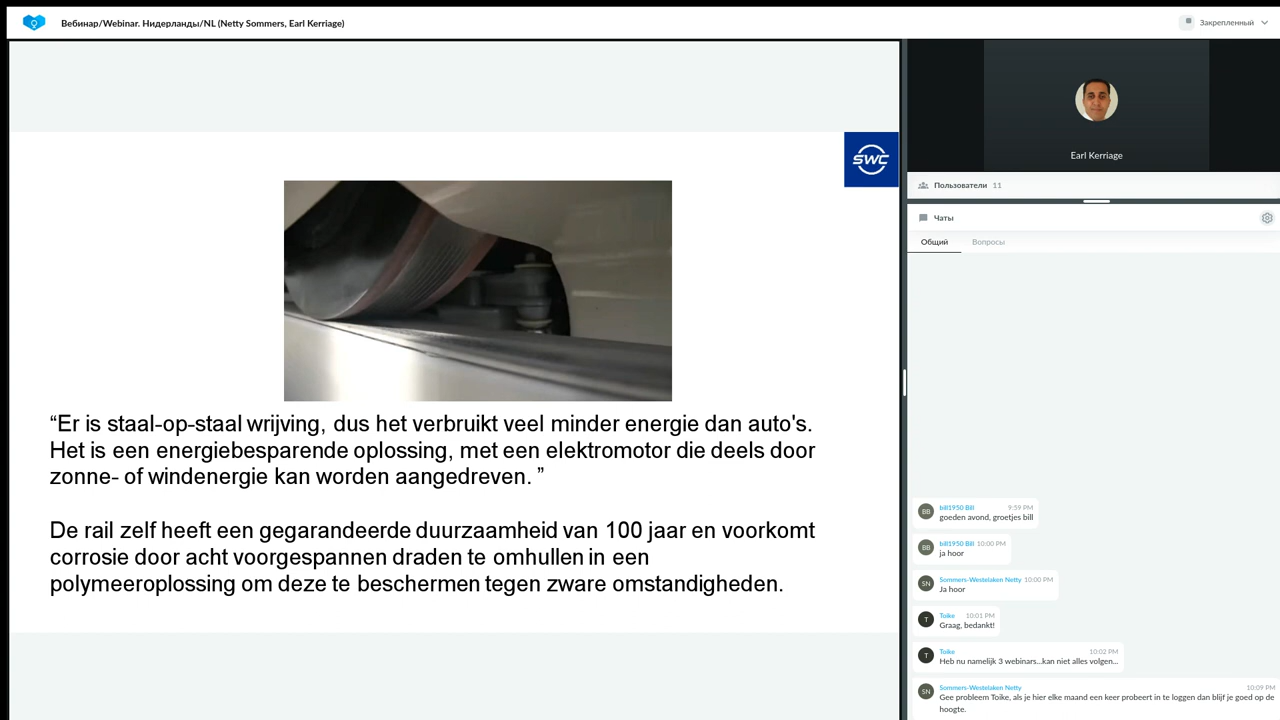 Вебинар/Webinar. Нидерланды/NL (Netty Sommers, Earl Kerriage)
Закрепленный
SWC
“Er is staal-op-staal wrijving, dus het verbruikt veel minder energie dan auto's.
Het is een energiebesparende oplossing, met een elektromotor die deels door
zonne- of windenergie kan worden aangedreven. ”
De rail zelf heeft een gegarandeerde duurzaamheid van 100 jaar en voorkomt
corrosie door acht voorgespannen draden te omhullen in een
polymeeroplossing om deze te beschermen tegen zware omstandigheden.
Earl Kerriage
Пользователи 11
Чаты
Общий Вопросы
BB bill1950 Bill 9:59 PM
goeden avond, groetjes bill
BB bill1950 Bill 10:00 PM
ja hoor
SN Sommers-Westelaken Netty 10:00 PM
Ja hoor
T Toike 10:01 PM
Graag, bedankt!
T Toike 10:02 PM
Heb nu namelijk 3 webinars...kan niet alles volgen...
SN Sommers-Westelaken Netty 10:09 PM
Gee probleem Toike, als je hier elke maand een keer probeert in te loggen dan blijf je goed op de
hoogte.